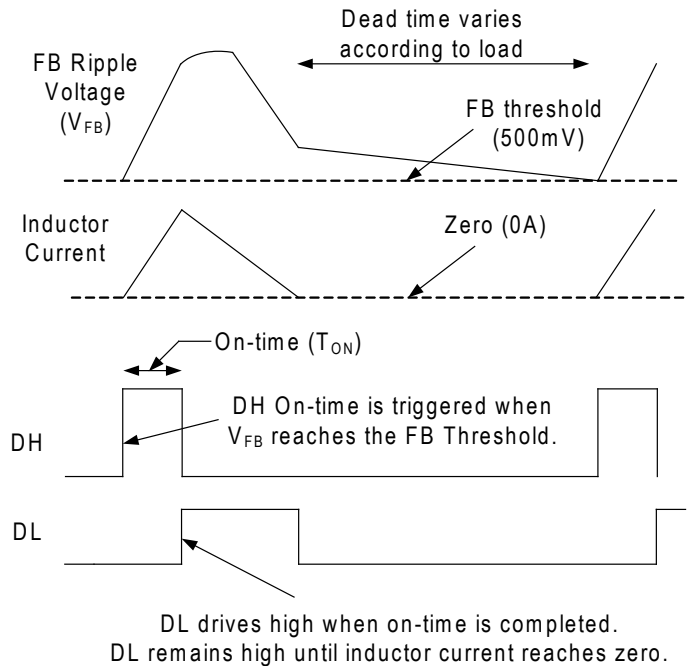 Dead time varies
according to load
FB Ripple
Voltage
(VFB)
FB threshold
(500mV)
Inductor
Current
Zero (0A)
On-time (TON)
DH On-time is triggered when
VFB reaches the FB Threshold.
DH
DL
DL drives high when on-time is completed.
DL remains high until inductor current reaches zero.